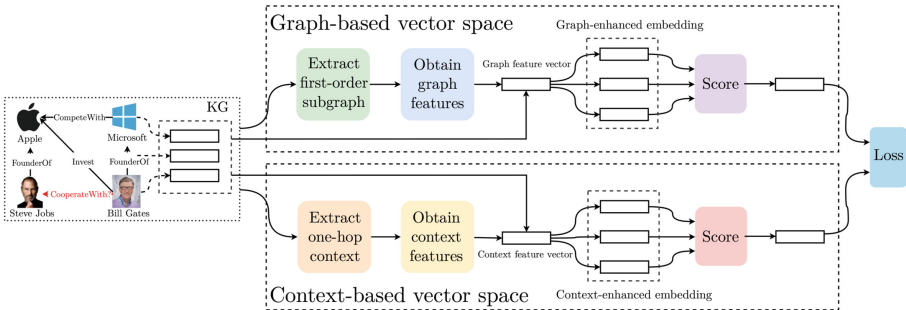 Graph-based vector space
Graph-enhanced embedding
Extract
first-order
subgraph
Obtain
graph
features
Graph feature vector
Score
KG
CompeteWith
Apple
Microsoft
FounderOf
Invest
FounderOf
CooperateWith?
Steve Jobs
Bill Gates
Loss
Extract
one-hop
context
Obtain
context
features
Context feature vector
Score
Context-based vector space
Context-enhanced embedding